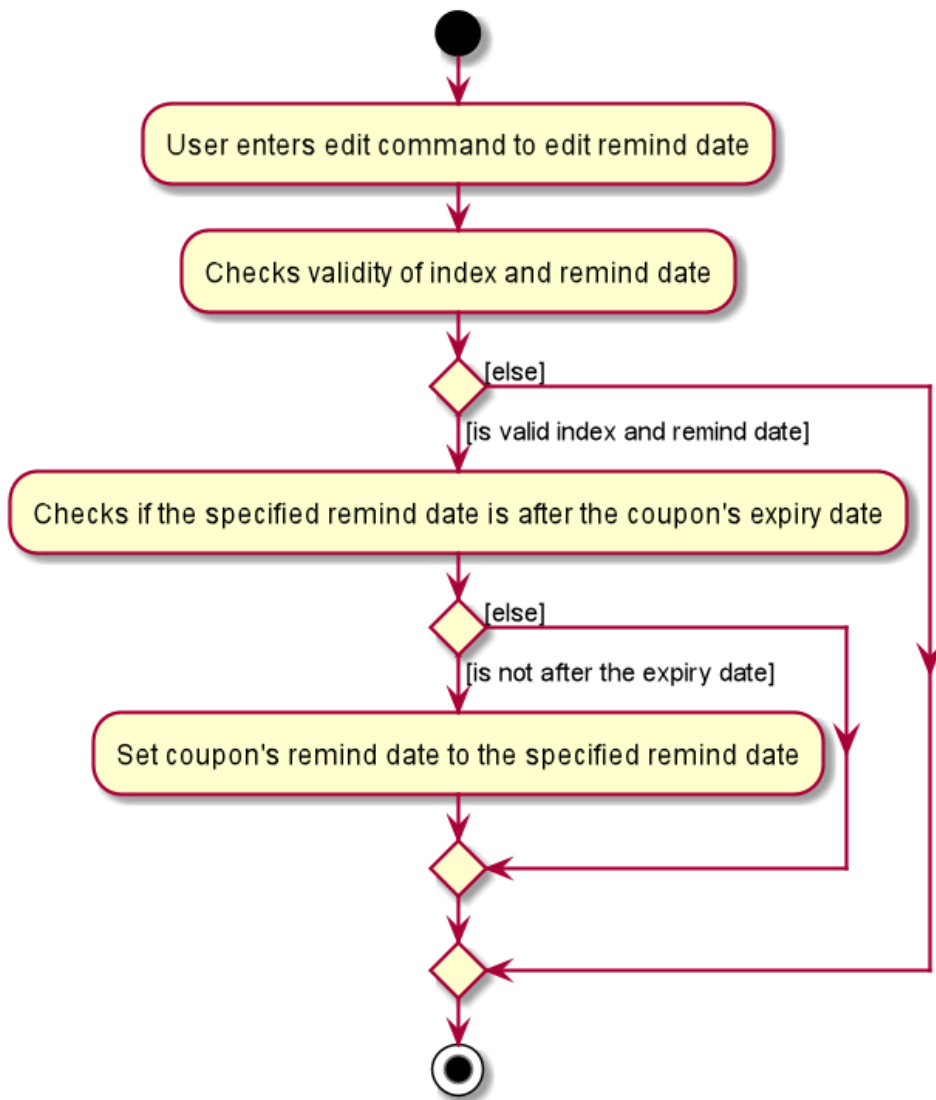 User enters edit command to edit remind date
Checks validity of index and remind date
[else]
[is valid index and remind date]
Checks if the specified remind date is after the coupon's expiry date
[else]
[is not after the expiry date]
Set coupon's remind date to the specified remind date